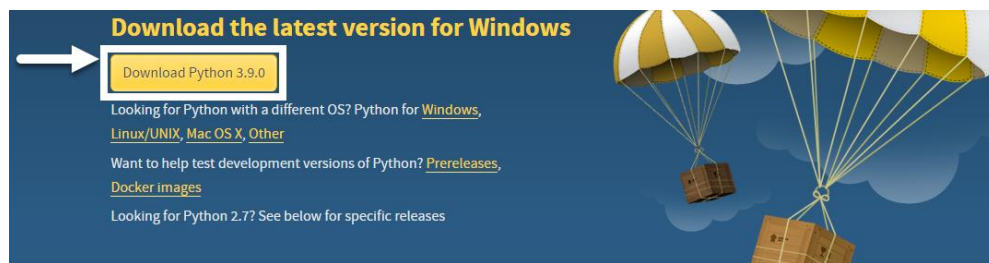 Download the latest version for Windows
Download Python 3.9.0
Looking for Python with a different OS? Python for Windows,
Linux/UNIX, Mac OS X, Other
Want to help test development versions of Python? Prereleases,
Docker images
Looking for Python 2.7? See below for specific releases